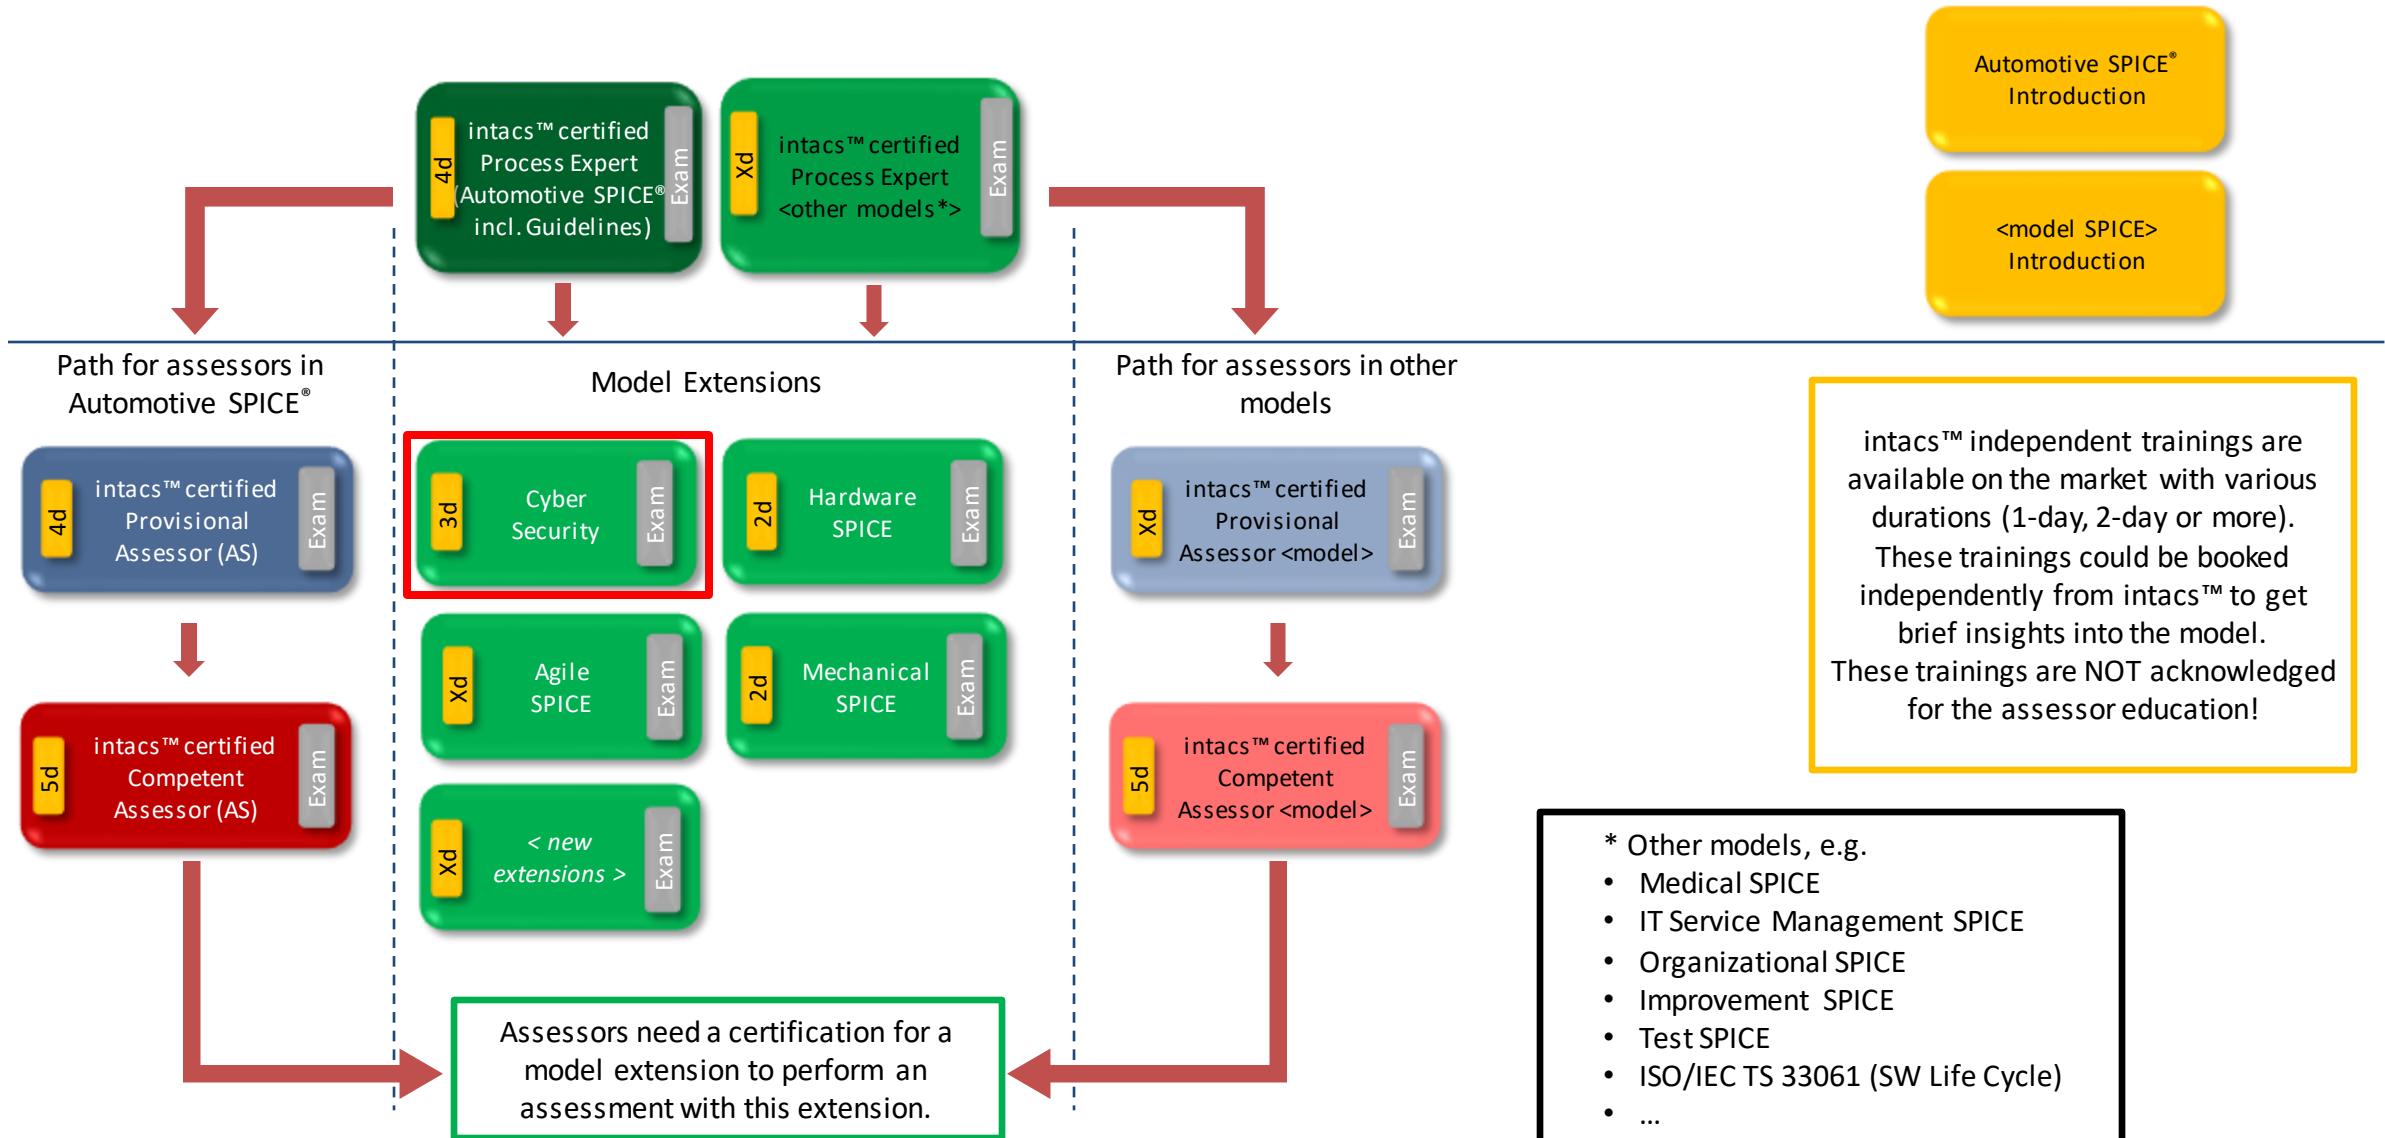 Automotive SPICE®
Introduction
4d
intacs™ certified
Process Expert
(Automotive SPICE®
incl. Guidelines)
Exam
Xd
intacs™ certified
Process Expert
<other models*>
Exam
<model SPICE>
Introduction
Path for assessors in
Automotive SPICE®
Model Extensions
Path for assessors in other
models
4d
intacs™ certified
Provisional
Assessor (AS)
Exam
3d
Cyber
Security
Exam
2d
Hardware
SPICE
Exam
Xd
intacs™ certified
Provisional
Assessor <model>
Exam
intacs™ independent trainings are
available on the market with various
durations (1-day, 2-day or more).
These trainings could be booked
independently from intacs™ to get
brief insights into the model.
These trainings are NOT acknowledged
for the assessor education!
Xd
Agile
SPICE
Exam
2d
Mechanical
SPICE
Exam
5d
intacs™ certified
Competent
Assessor (AS)
Exam
Xd
< new
extensions >
Exam
5d
intacs™ certified
Competent
Assessor <model>
Exam
* Other models, e.g.
• Medical SPICE
• IT Service Management SPICE
• Organizational SPICE
• Improvement SPICE
• Test SPICE
• ISO/IEC TS 33061 (SW Life Cycle)
• ...
Assessors need a certification for a
model extension to perform an
assessment with this extension.